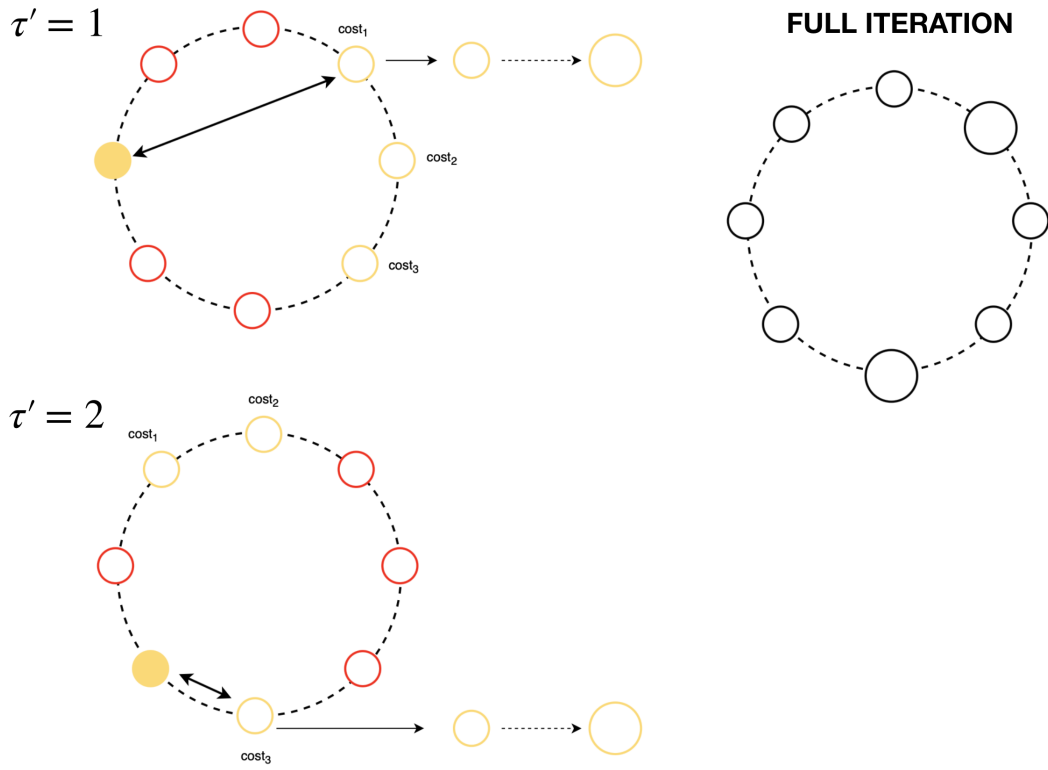 τ′ = 1
cost₁
cost₂
cost₃
FULL ITERATION
τ′ = 2
cost₂
cost₁
cost₃